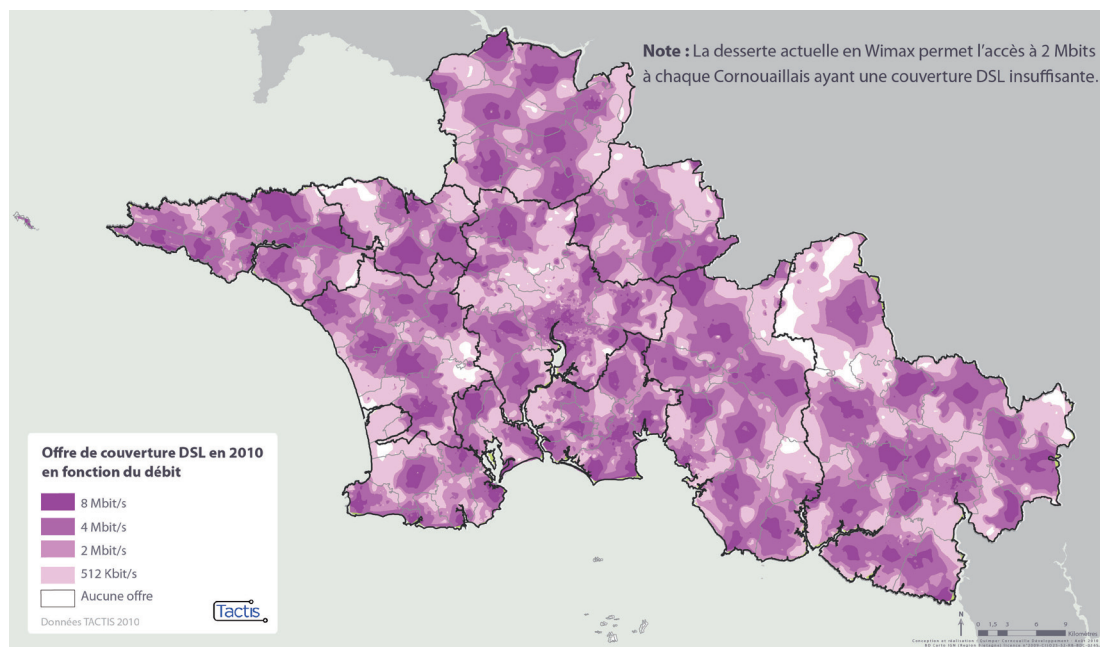 Note : La desserte actuelle en Wimax permet l'accès à 2 Mbits
à chaque Cornouaillais ayant une couverture DSL insuffisante.
Offre de couverture DSL en 2010
en fonction du débit
8 Mbit/s
4 Mbit/s
2 Mbit/s
512 Kbit/s
Aucune offre
Données TACTIS 2010
Tactis
N
0 1,5 3 6 9
Kilomètres